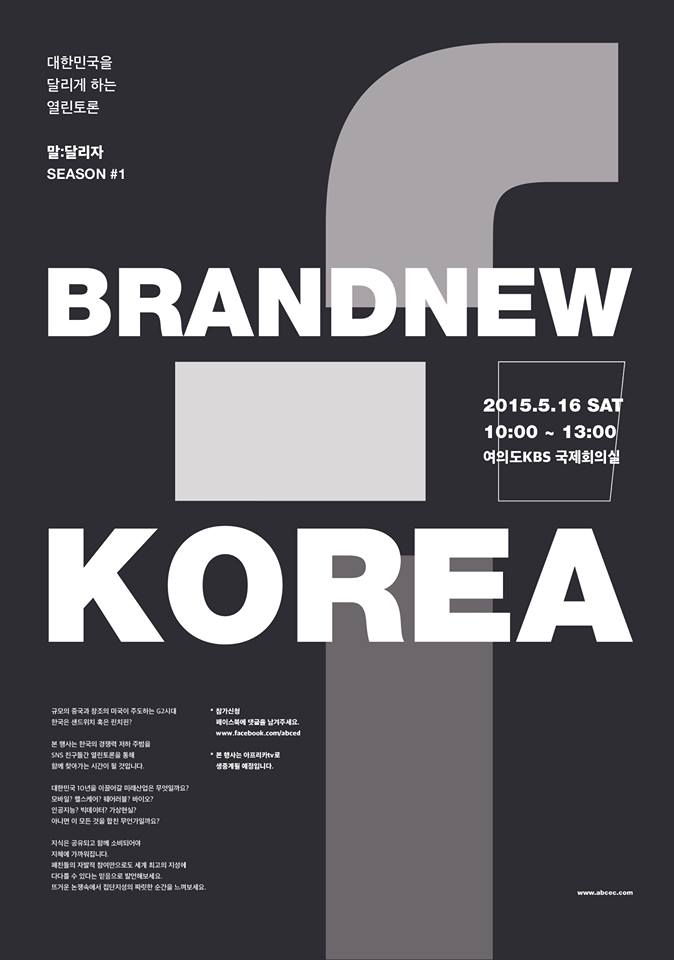 대한민국을
달리게 하는
열린토론
말:달리자
SEASON #1
BRANDNEW
2015.5.16 SAT
10:00 ~ 13:00
여의도KBS 국제회의실
KOREA
규모의 중국과 창조의 미국이 주도하는 G2시대
한국은 샌드위치 혹은 린치핀?
본 행사는 한국의 경쟁력 저하 주범을
SNS 친구들간 열린토론을 통해
함께 찾아가는 시간이 될 것입니다.
대한민국 10년을 이끌어갈 미래산업은 무엇일까요?
모바일? 헬스케어? 웨어러블? 바이오?
인공지능? 빅데이터? 가상현실?
아니면 이 모든 것을 합친 무언가일까요?
지식은 공유되고 함께 소비되어야
지혜에 가까워집니다.
페친들의 자발적 참여만으로도 세계 최고의 지성에
다다를 수 있다는 믿음으로 발언해보세요.
뜨거운 논쟁속에서 집단지성의 짜릿한 순간을 느껴보세요.
* 참가신청
페이스북에 댓글을 남겨주세요.
www.facebook.com/abced
* 본 행사는 아프리카tv로
생중계될 예정입니다.
www.abcec.com